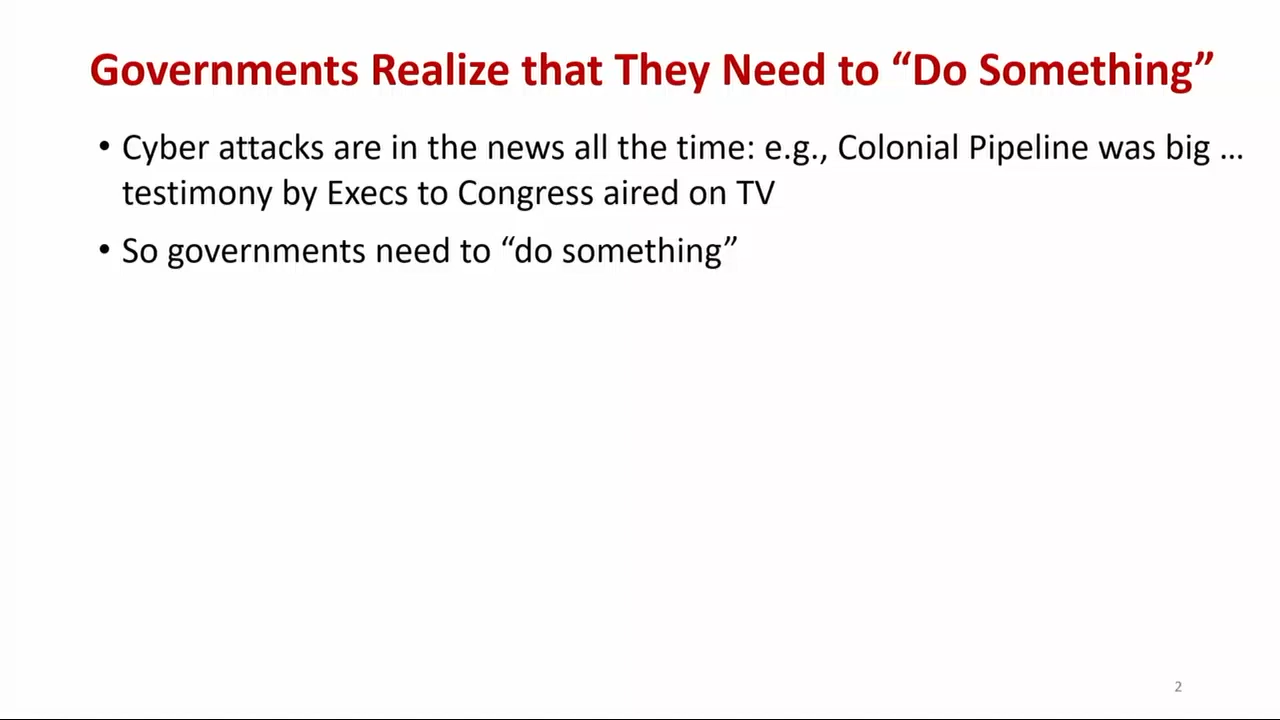 Governments Realize that They Need to “Do Something”
• Cyber attacks are in the news all the time: e.g., Colonial Pipeline was big …
testimony by Execs to Congress aired on TV
• So governments need to “do something”
2